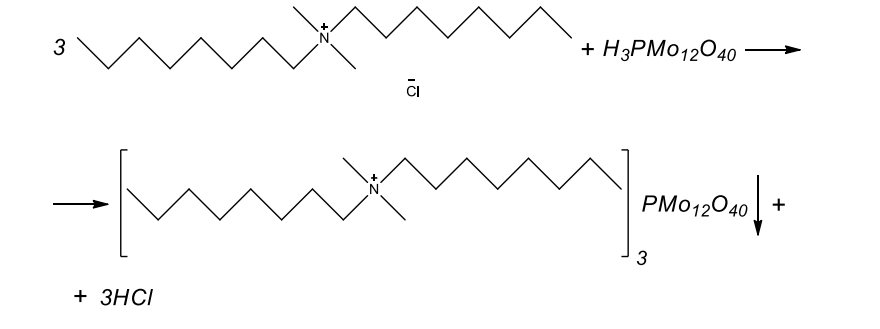 3 N+ + H3PMo12O40
Cl-
N+ PMo12O40 +
3
+ 3HCl